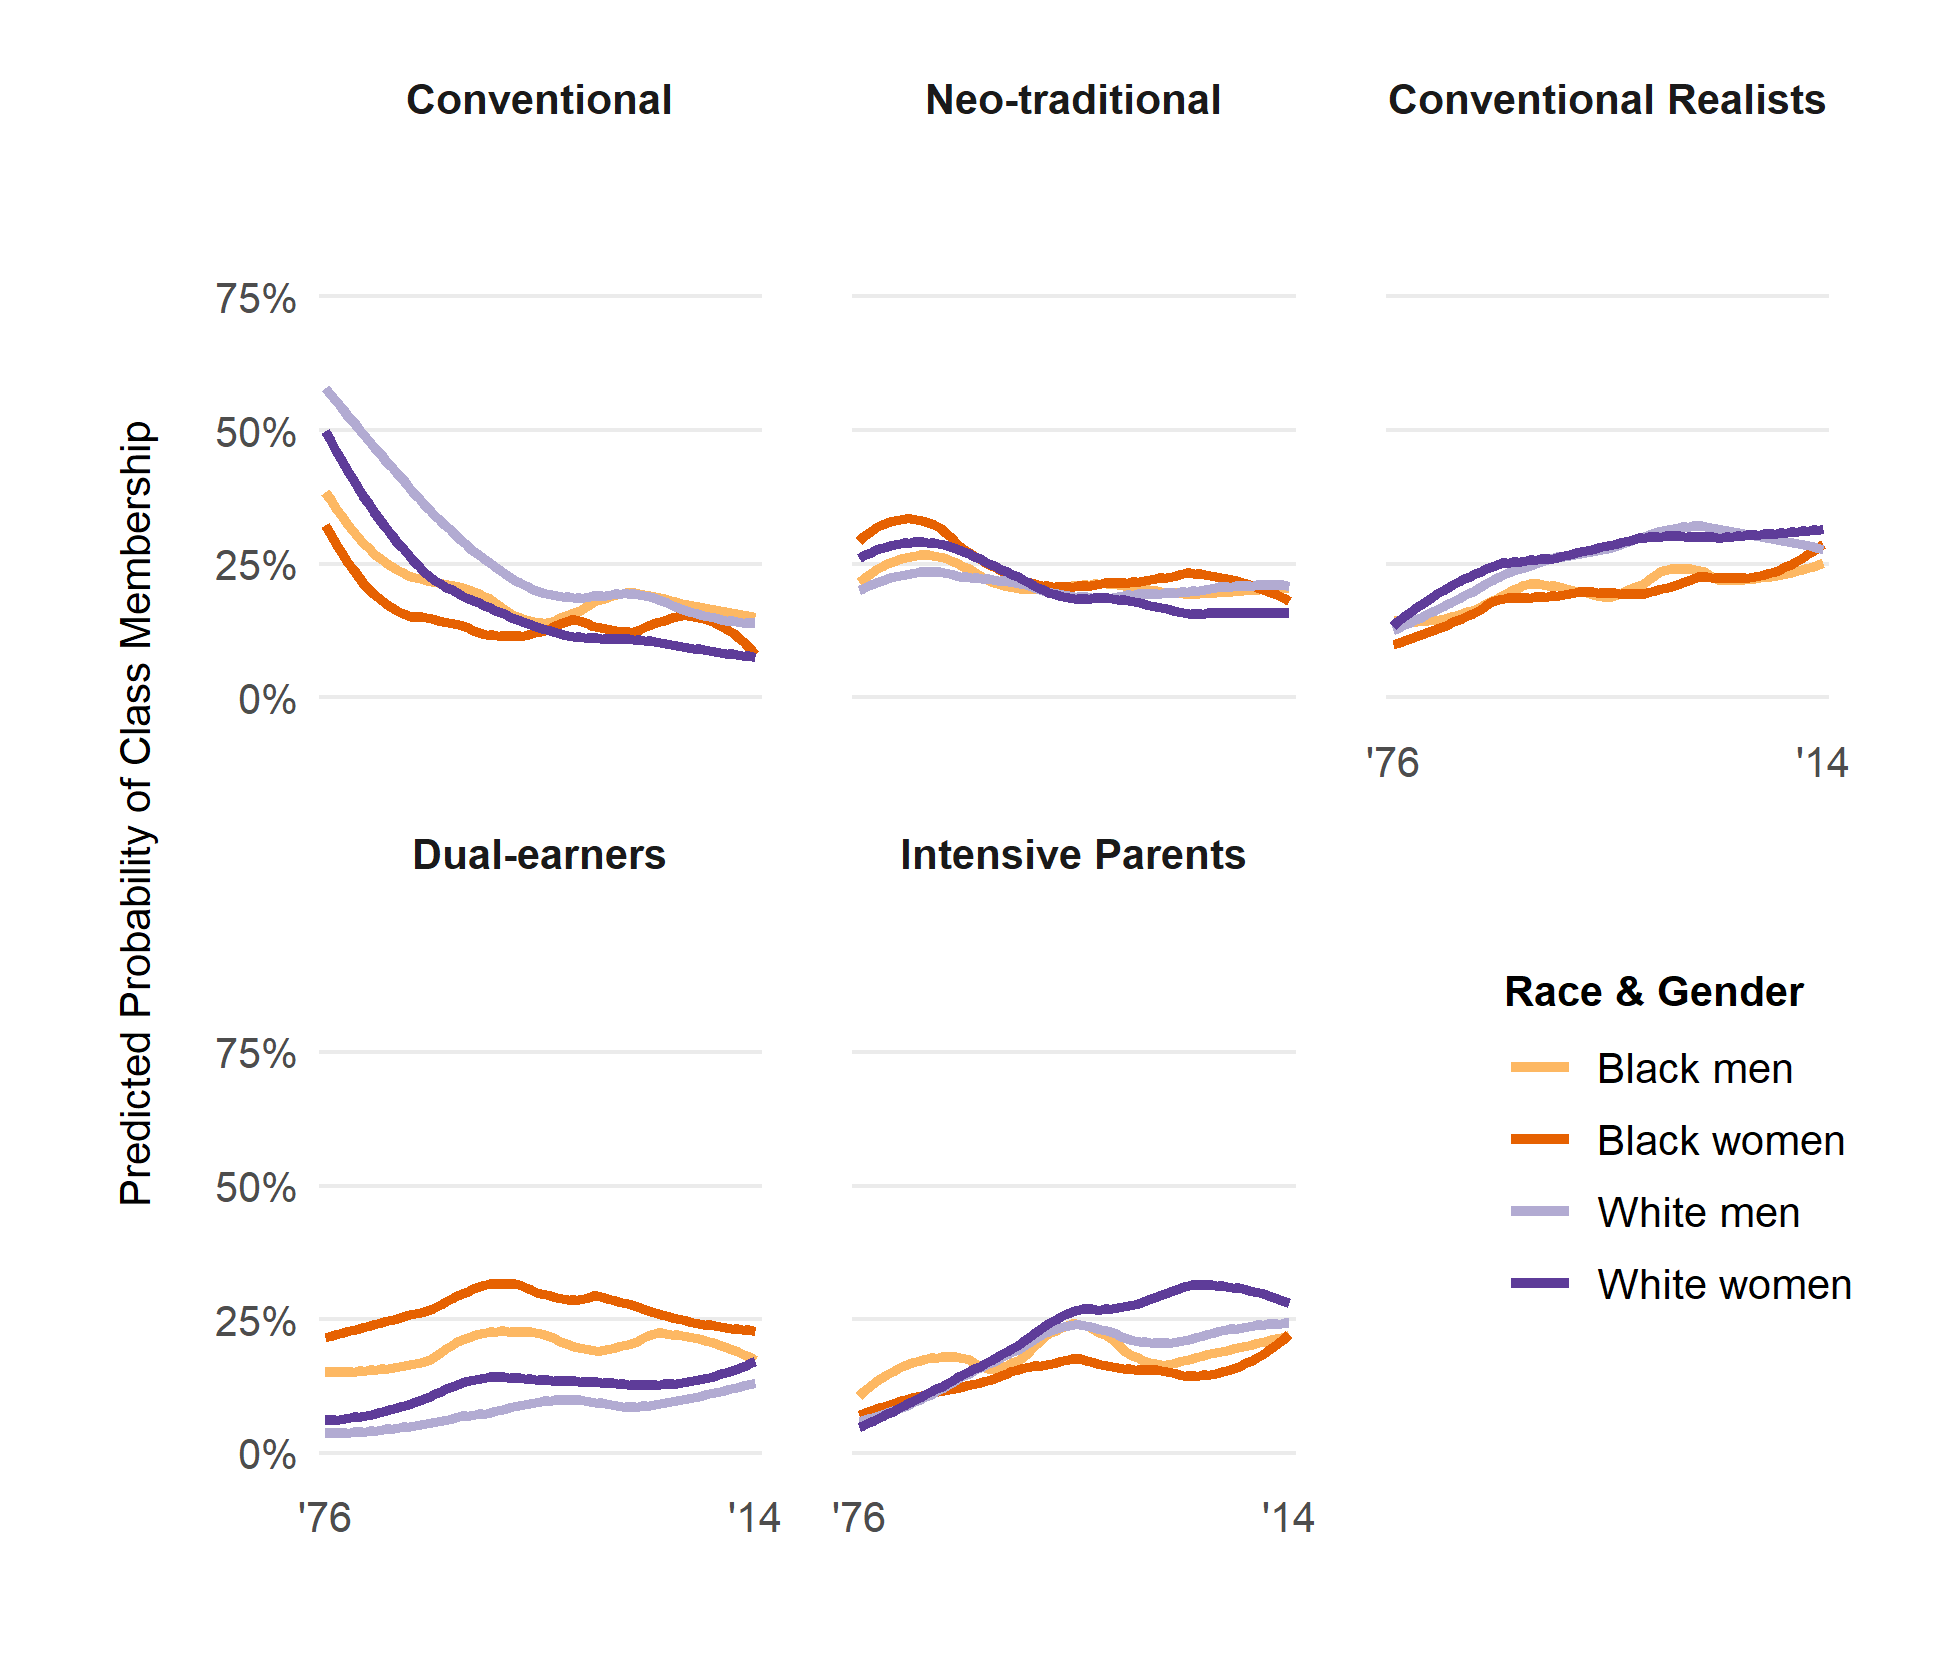 Conventional
Neo-traditional
Conventional Realists
75%
50%
25%
0%
'76
'14
Predicted Probability of Class Membership
Dual-earners
Intensive Parents
75%
50%
25%
0%
'76
'14
'76
'14
Race & Gender
Black men
Black women
White men
White women